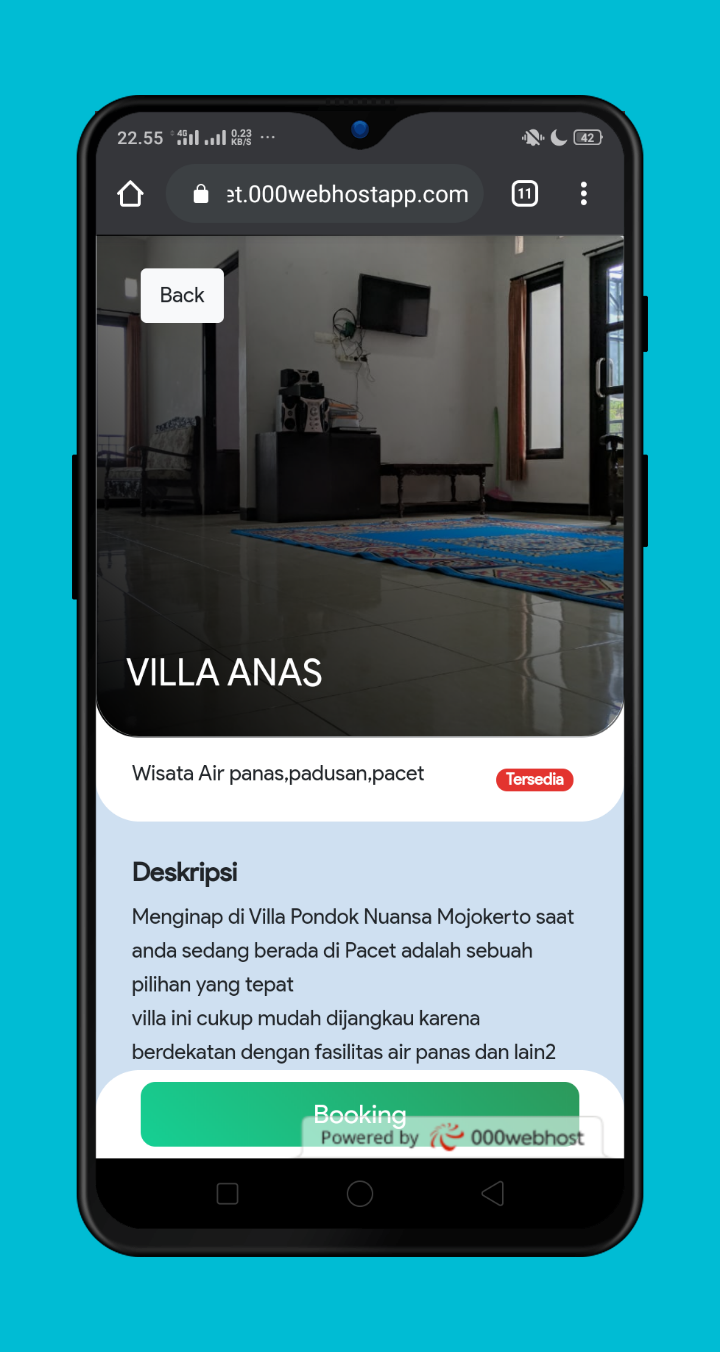 22.55 4G 0.23 KB/S ... 42
et.000webhostapp.com 11
Back
VILLA ANAS
Wisata Air panas,padusan,pacet
Tersedia
Deskripsi
Menginap di Villa Pondok Nuansa Mojokerto saat
anda sedang berada di Pacet adalah sebuah
pilihan yang tepat
villa ini cukup mudah dijangkau karena
berdekatan dengan fasilitas air panas dan lain2
Booking
Powered by 000webhost